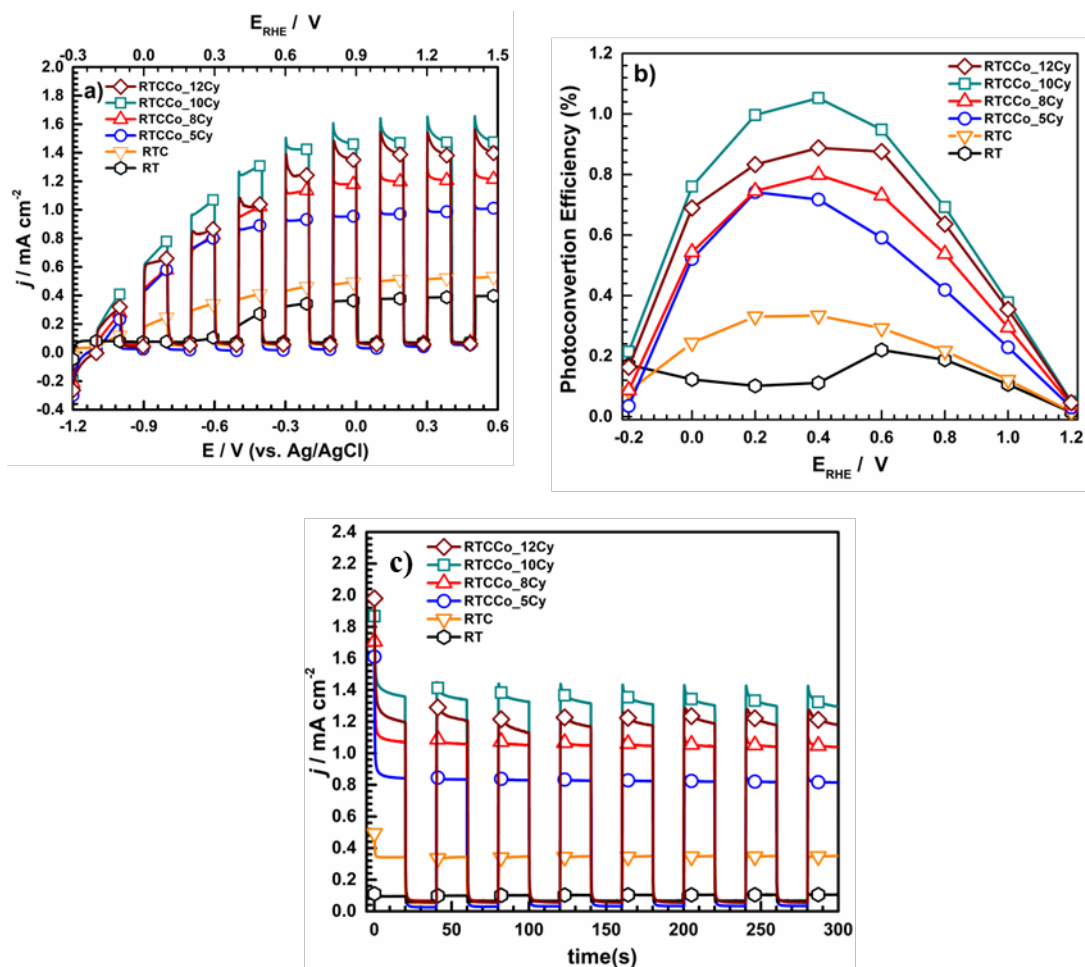 E_RHE / V
-0.3 0.0 0.3 0.6 0.9 1.2 1.5
a)
RTCCo_12Cy
RTCCo_10Cy
RTCCo_8Cy
RTCCo_5Cy
RTC
RT
2.0
1.8
1.6
1.4
1.2
1.0
0.8
0.6
0.4
0.2
0.0
-0.2
-0.4
j / mA cm⁻²
-1.2 -0.9 -0.6 -0.3 0.0 0.3 0.6
E / V (vs. Ag/AgCl)
b)
RTCCo_12Cy
RTCCo_10Cy
RTCCo_8Cy
RTCCo_5Cy
RTC
RT
1.2
1.0
0.8
0.6
0.4
0.2
0.0
Photoconvertion Efficiency (%)
-0.2 0.0 0.2 0.4 0.6 0.8 1.0 1.2
E_RHE / V
c)
RTCCo_12Cy
RTCCo_10Cy
RTCCo_8Cy
RTCCo_5Cy
RTC
RT
2.4
2.2
2.0
1.8
1.6
1.4
1.2
1.0
0.8
0.6
0.4
0.2
0.0
j / mA cm⁻²
0 50 100 150 200 250 300
time(s)